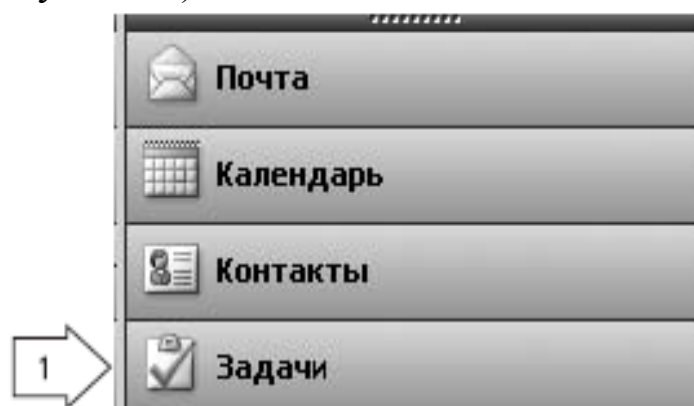 Почта
Календарь
Контакты
1 Задачи